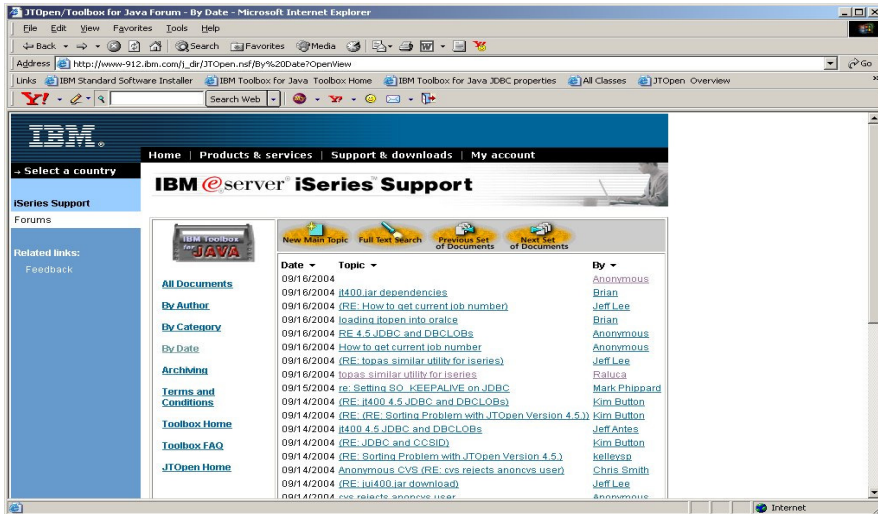 JTOpen/Toolbox for Java Forum - By Date - Microsoft Internet Explorer
File Edit View Favorites Tools Help
Back Search Favorites Media
Address http://www-912.ibm.com/j_dir/JTOpen.nsf/By%20Date?OpenView Go
Links IBM Standard Software Installer IBM Toolbox for Java Toolbox Home IBM Toolbox for Java JDBC properties All Classes JTOpen Overview
Y! Search Web
IBM®
Home | Products & services | Support & downloads | My account
Select a country
IBM @server iSeries™ Support
iSeries Support
Forums
Related links:
Feedback
IBM Toolbox for JAVA
All Documents
By Author
By Category
By Date
Archiving
Terms and Conditions
Toolbox Home
Toolbox FAQ
JTOpen Home
New Main Topic Full Text Search Previous Set of Documents Next Set of Documents
Date Topic By
09/16/2004 Anonymous
09/16/2004 jt400.jar dependencies Brian
09/16/2004 (RE: How to get current job number) Jeff Lee
09/16/2004 loading jtopen into oralce Brian
09/16/2004 RE 4.5 JDBC and DBCLOBs Anonymous
09/16/2004 How to get current job number Anonymous
09/16/2004 (RE: topas similar utility for iseries) Jeff Lee
09/16/2004 topas similar utility for iseries Raluca
09/15/2004 re: Setting SO_KEEPALIVE on JDBC Mark Phippard
09/14/2004 (RE: jt400 4.5 JDBC and DBCLOBs) Kim Button
09/14/2004 (RE: (RE: Sorting Problem with JTOpen Version 4.5.)) Kim Button
09/14/2004 jt400 4.5 JDBC and DBCLOBs Jeff Antes
09/14/2004 (RE: JDBC and CCSID) Kim Button
09/14/2004 (RE: Sorting Problem with JTOpen Version 4.5.) kelleysp
09/14/2004 Anonymous CVS (RE: cvs rejects anoncvs user) Chris Smith
09/14/2004 (RE: jui400.jar download) Jeff Lee
09/14/2004 cvs rejects anoncvs user Anonymous
Internet